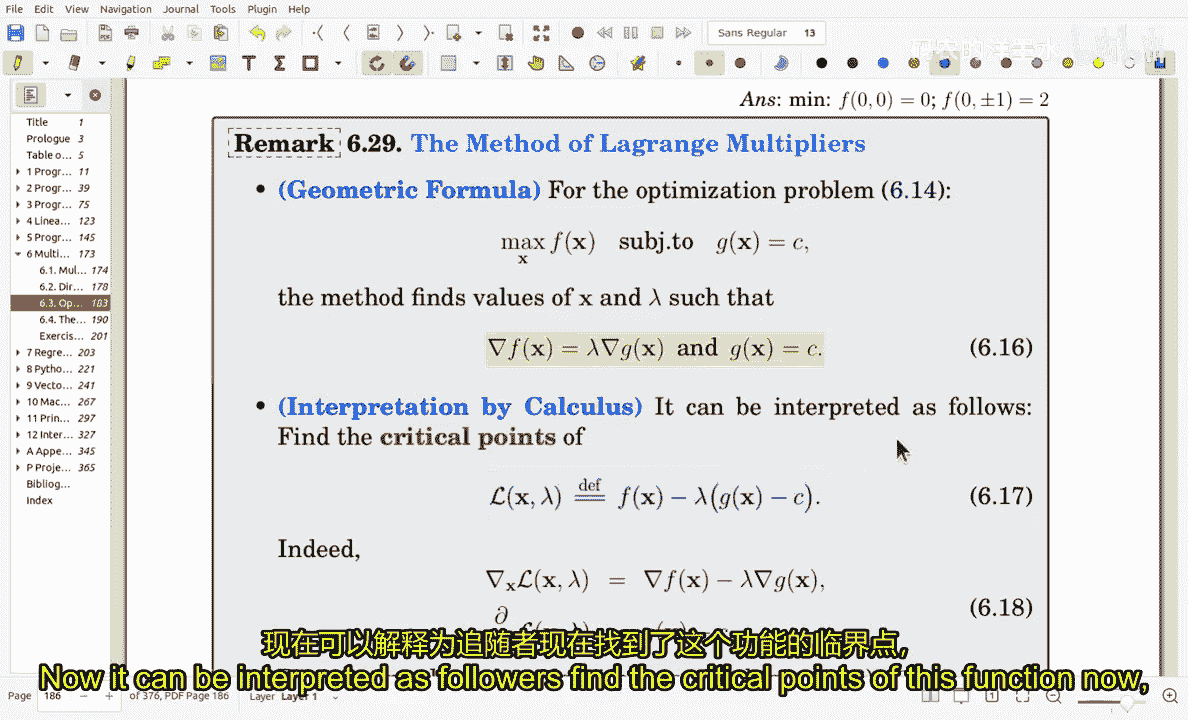 File Edit View Navigation Journal Tools Plugin Help
Sans Regular 13
Title 1
Prologue 3
Table o... 5
1 Progr... 11
2 Progr... 39
3 Progr... 75
4 Linea... 123
5 Progr... 145
6 Multi... 173
6.1. Mul... 174
6.2. Dir... 178
6.3. Op... 183
6.4. The... 190
Exercis... 201
7 Regre... 203
8 Pytho... 221
9 Vecto... 241
10 Mac... 267
11 Prin... 297
12 Inter... 327
A Appe... 345
P Proje... 365
Bibliog...
Index
Ans: min: f(0, 0) = 0; f(0, ±1) = 2
Remark 6.29. The Method of Lagrange Multipliers
• (Geometric Formula) For the optimization problem (6.14):
max f(x) subj.to g(x) = c,
x
the method finds values of x and λ such that
∇f(x) = λ∇g(x) and g(x) = c. (6.16)
• (Interpretation by Calculus) It can be interpreted as follows:
Find the critical points of
def
ℒ(x, λ) == f(x) − λ(g(x) − c). (6.17)
Indeed,
∇ₓℒ(x, λ) = ∇f(x) − λ∇g(x),
∂
(6.18)
现在可以解释为追随者现在找到了这个功能的临界点,
Now it can be interpreted as followers find the critical points of this function now,
Page 186 of 376, PDF Page 186 Layer Layer 1